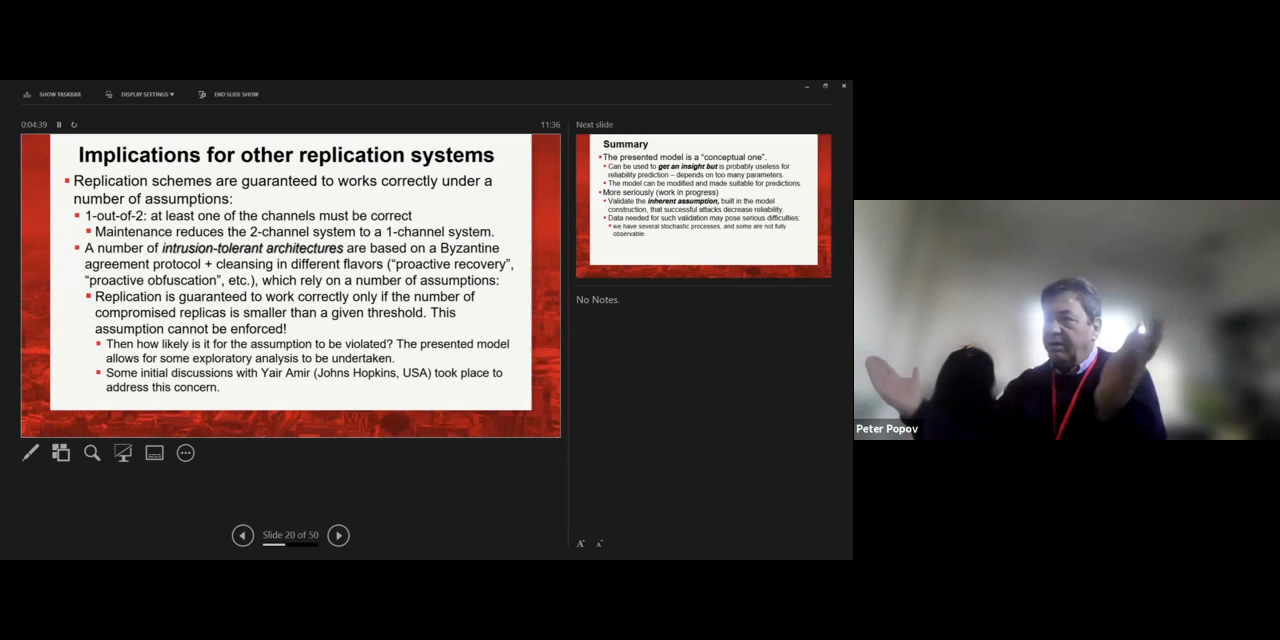 SHOW TASKBAR
DISPLAY SETTINGS ▼
END SLIDE SHOW
0:04:39
11:36
Implications for other replication systems
Replication schemes are guaranteed to works correctly under a
number of assumptions:
1-out-of-2: at least one of the channels must be correct
Maintenance reduces the 2-channel system to a 1-channel system.
A number of intrusion-tolerant architectures are based on a Byzantine
agreement protocol + cleansing in different flavors (“proactive recovery”,
“proactive obfuscation”, etc.), which rely on a number of assumptions:
Replication is guaranteed to work correctly only if the number of
compromised replicas is smaller than a given threshold. This
assumption cannot be enforced!
Then how likely is it for the assumption to be violated? The presented model
allows for some exploratory analysis to be undertaken.
Some initial discussions with Yair Amir (Johns Hopkins, USA) took place to
address this concern.
Slide 20 of 50
Next slide
Summary
The presented model is a “conceptual one”.
Can be used to get an insight but is probably useless for
reliability prediction – depends on too many parameters.
The model can be modified and made suitable for predictions.
More seriously (work in progress)
Validate the inherent assumption, built in the model
construction, that successful attacks decrease reliability.
Data needed for such validation may pose serious difficulties:
we have several stochastic processes, and some are not fully
observable.
No Notes.
A A
Peter Popov